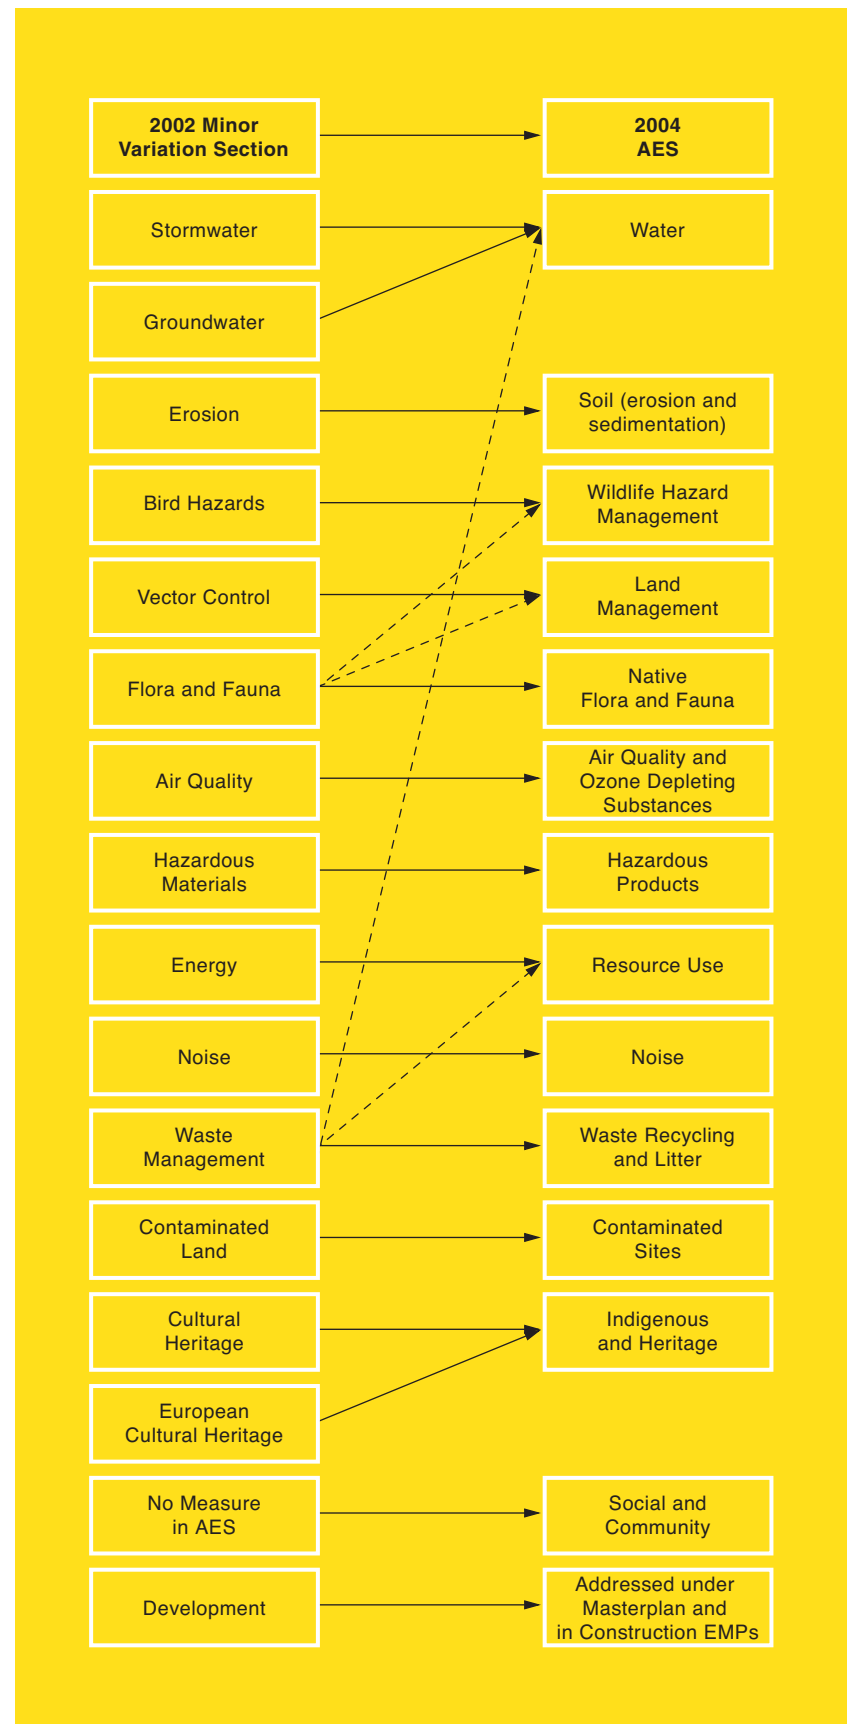 2002 Minor
Variation Section
2004
AES
Stormwater
Water
Groundwater
Erosion
Soil (erosion and
sedimentation)
Bird Hazards
Wildlife Hazard
Management
Vector Control
Land
Management
Flora and Fauna
Native
Flora and Fauna
Air Quality
Air Quality and
Ozone Depleting
Substances
Hazardous
Materials
Hazardous
Products
Energy
Resource Use
Noise
Noise
Waste
Management
Waste Recycling
and Litter
Contaminated
Land
Contaminated
Sites
Cultural
Heritage
Indigenous
and Heritage
European
Cultural Heritage
No Measure
in AES
Social and
Community
Development
Addressed under
Masterplan and
in Construction EMPs